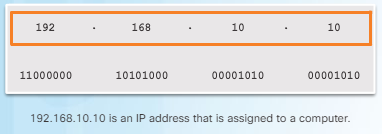 192 . 168 . 10 . 10
11000000 10101000 00001010 00001010
192.168.10.10 is an IP address that is assigned to a computer.